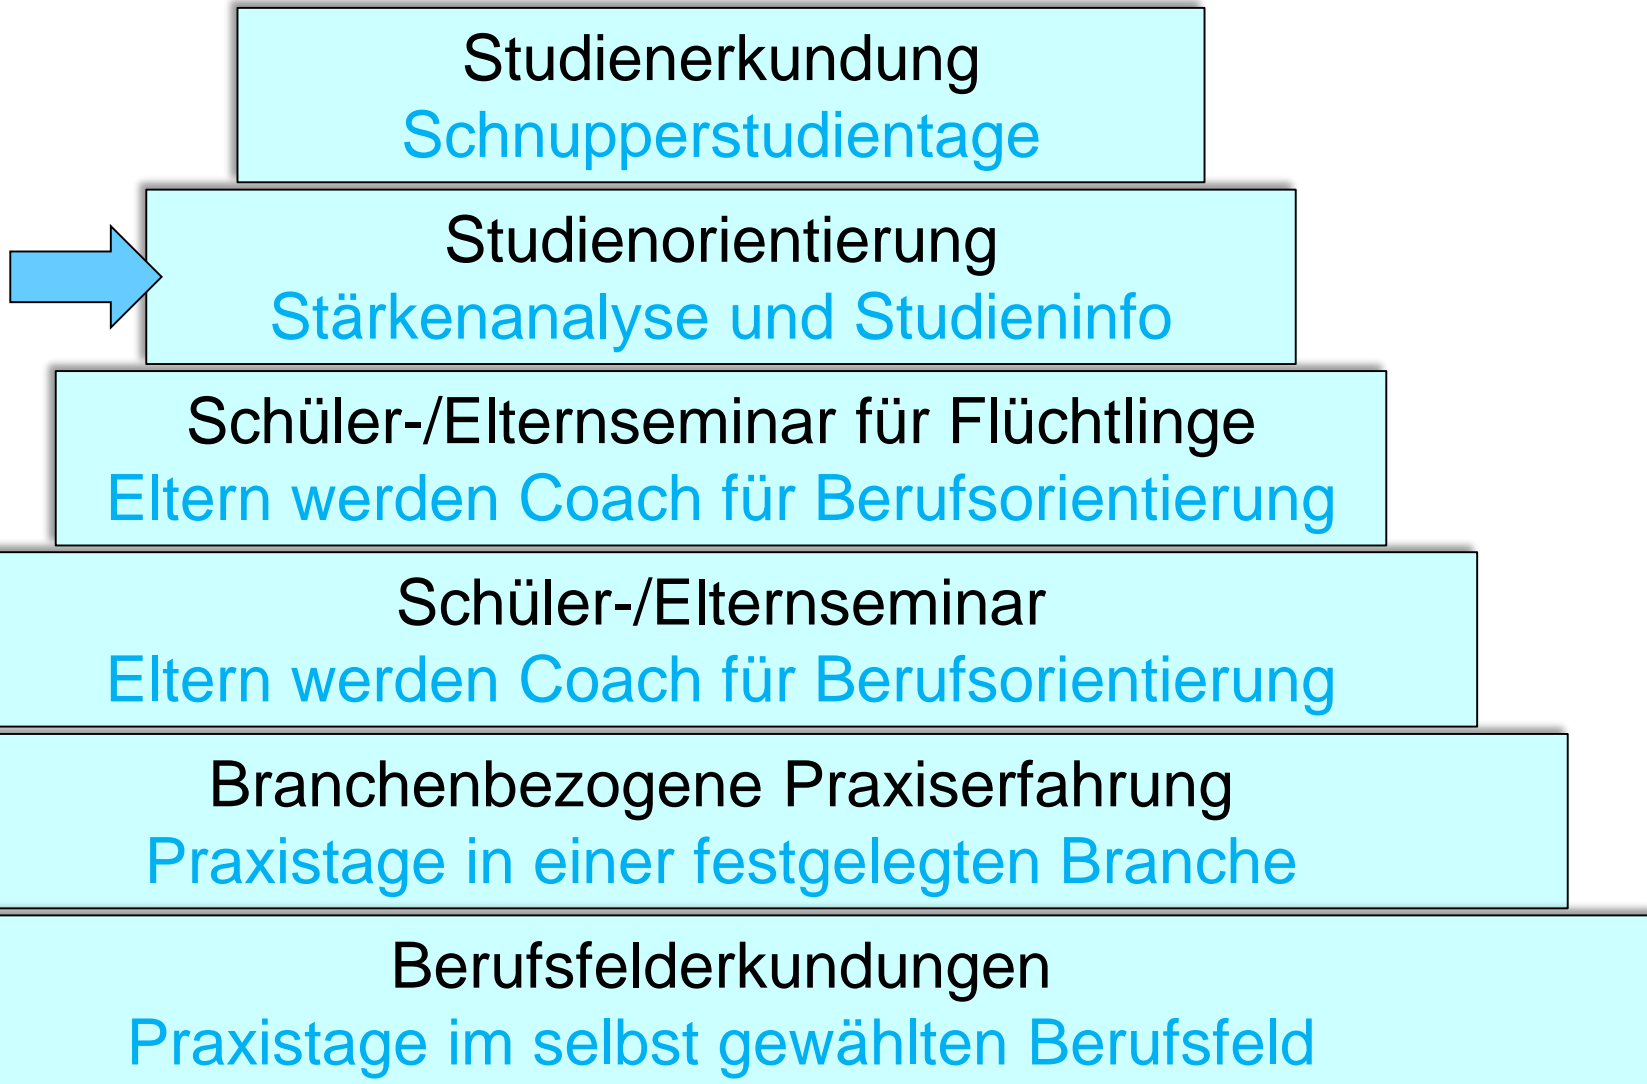 Studienerkundung
Schnupperstudientage
Studienorientierung
Stärkenanalyse und Studieninfo
Schüler-/Elternseminar für Flüchtlinge
Eltern werden Coach für Berufsorientierung
Schüler-/Elternseminar
Eltern werden Coach für Berufsorientierung
Branchenbezogene Praxiserfahrung
Praxistage in einer festgelegten Branche
Berufsfelderkundungen
Praxistage im selbst gewählten Berufsfeld